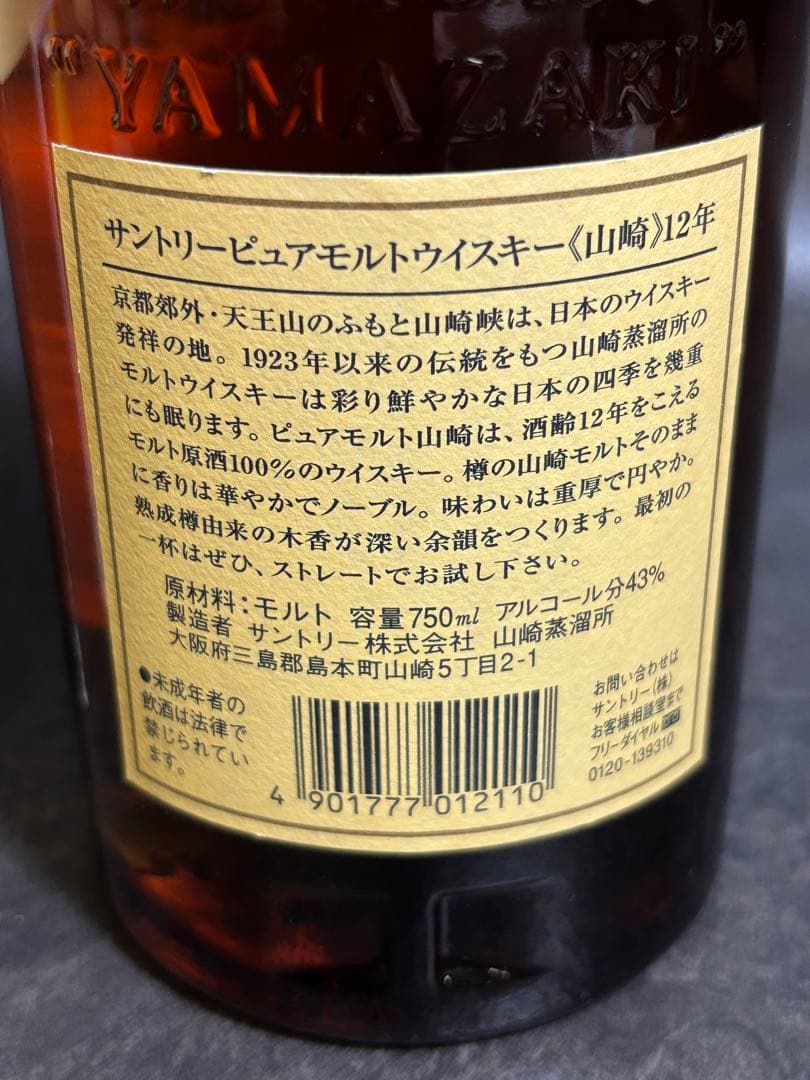 "YAMAZAKI"
サントリーピュアモルトウイスキー《山崎》12年
京都郊外・天王山のふもと山崎峡は、日本のウイスキー
発祥の地。1923年以来の伝統をもつ山崎蒸溜所の
モルトウイスキーは彩り鮮やかな日本の四季を幾重
にも眠ります。ピュアモルト山崎は、酒齢12年をこえる
モルト原酒100%のウイスキー。樽の山崎モルトそのまま
に香りは華やかでノーブル。味わいは重厚で円やか。
熟成樽由来の木香が深い余韻をつくります。最初の
一杯はぜひ、ストレートでお試し下さい。
原材料：モルト 容量750ml アルコール分43%
製造者 サントリー株式会社 山崎蒸溜所
大阪府三島郡島本町山崎5丁目2-1
●未成年者の
飲酒は法律で
禁じられてい
ます。
4 901777 012110
お問い合わせは
サントリー(株)
お客様相談室まで
フリーダイヤル
0120-139310